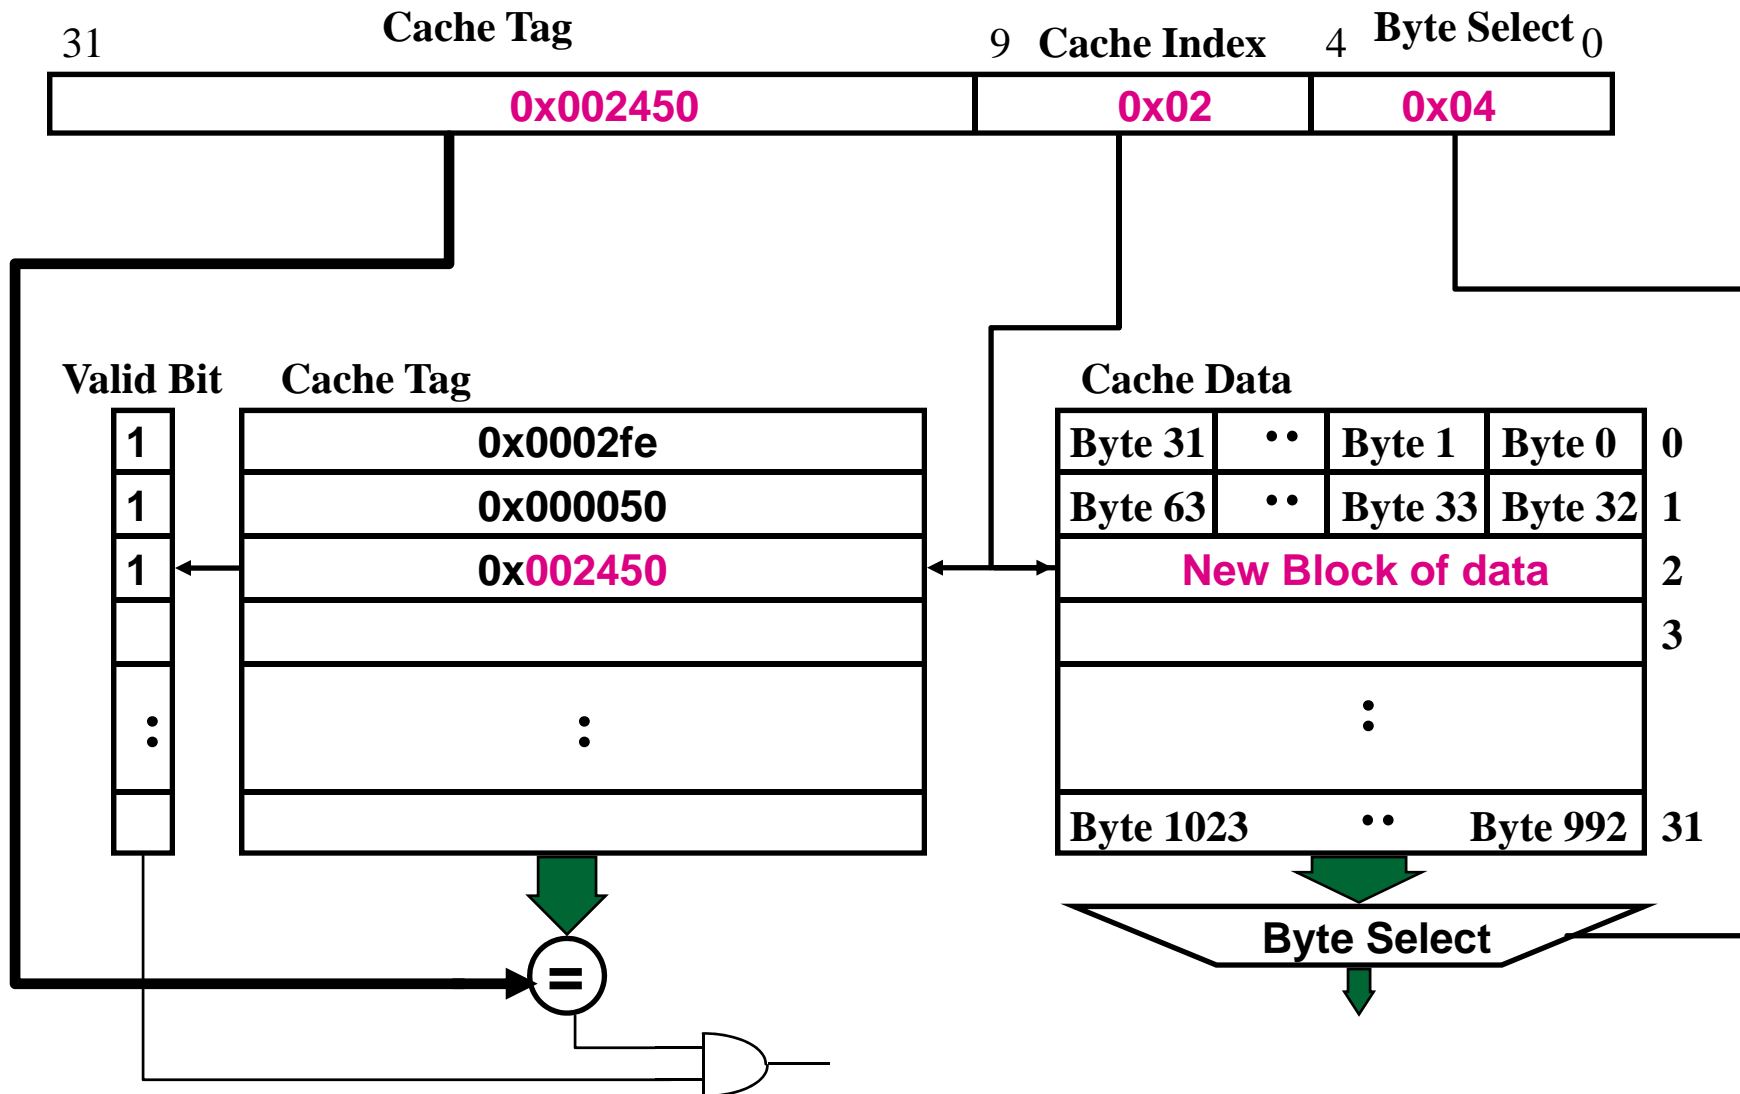 31 Cache Tag 9 Cache Index 4 Byte Select 0
0x002450 0x02 0x04
Valid Bit Cache Tag Cache Data
1 0x0002fe Byte 31 ·· Byte 1 Byte 0 0
1 0x000050 Byte 63 ·· Byte 33 Byte 32 1
1 0x002450 New Block of data 2
3
: : :
Byte 1023 ·· Byte 992 31
Byte Select
=